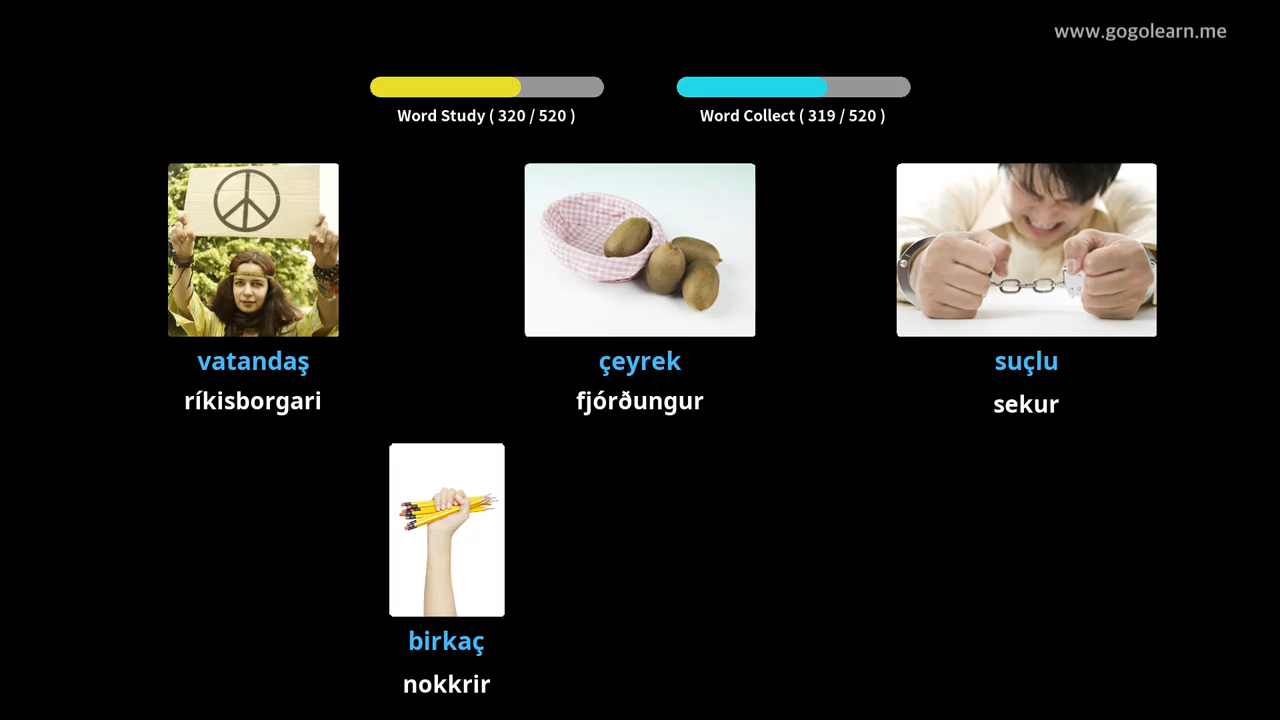 www.gogolearn.me
Word Study ( 320 / 520 )
Word Collect ( 319 / 520 )
vatandaş
ríkisborgari
çeyrek
fjórðungur
suçlu
sekur
birkaç
nokkrir